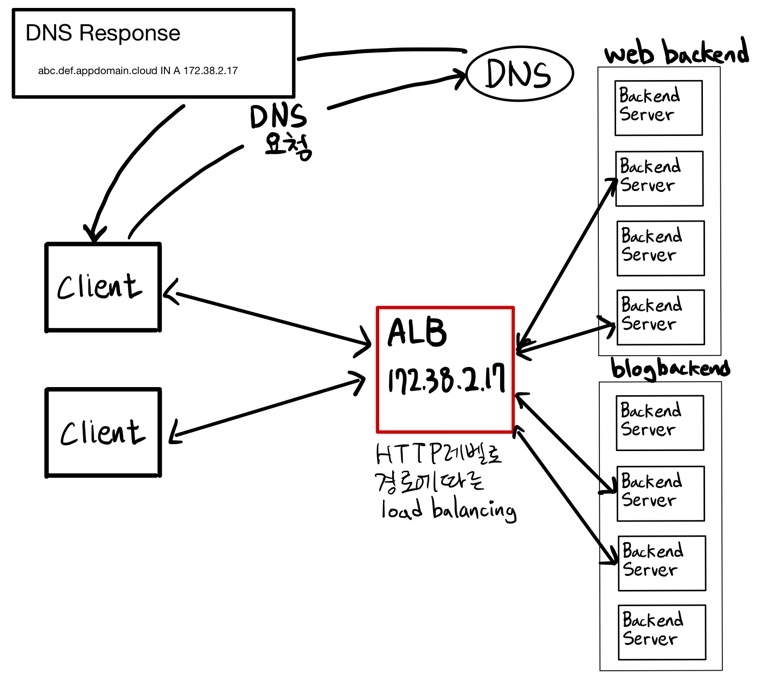 DNS Response
abc.def.appdomain.cloud IN A 172.38.2.17
DNS
DNS
요청
web backend
Backend
Server
Backend
Server
Backend
Server
Backend
Server
Client
Client
ALB
172.38.2.17
HTTP레벨로
경로에따른
load balancing
blogbackend
Backend
Server
Backend
Server
Backend
Server
Backend
Server